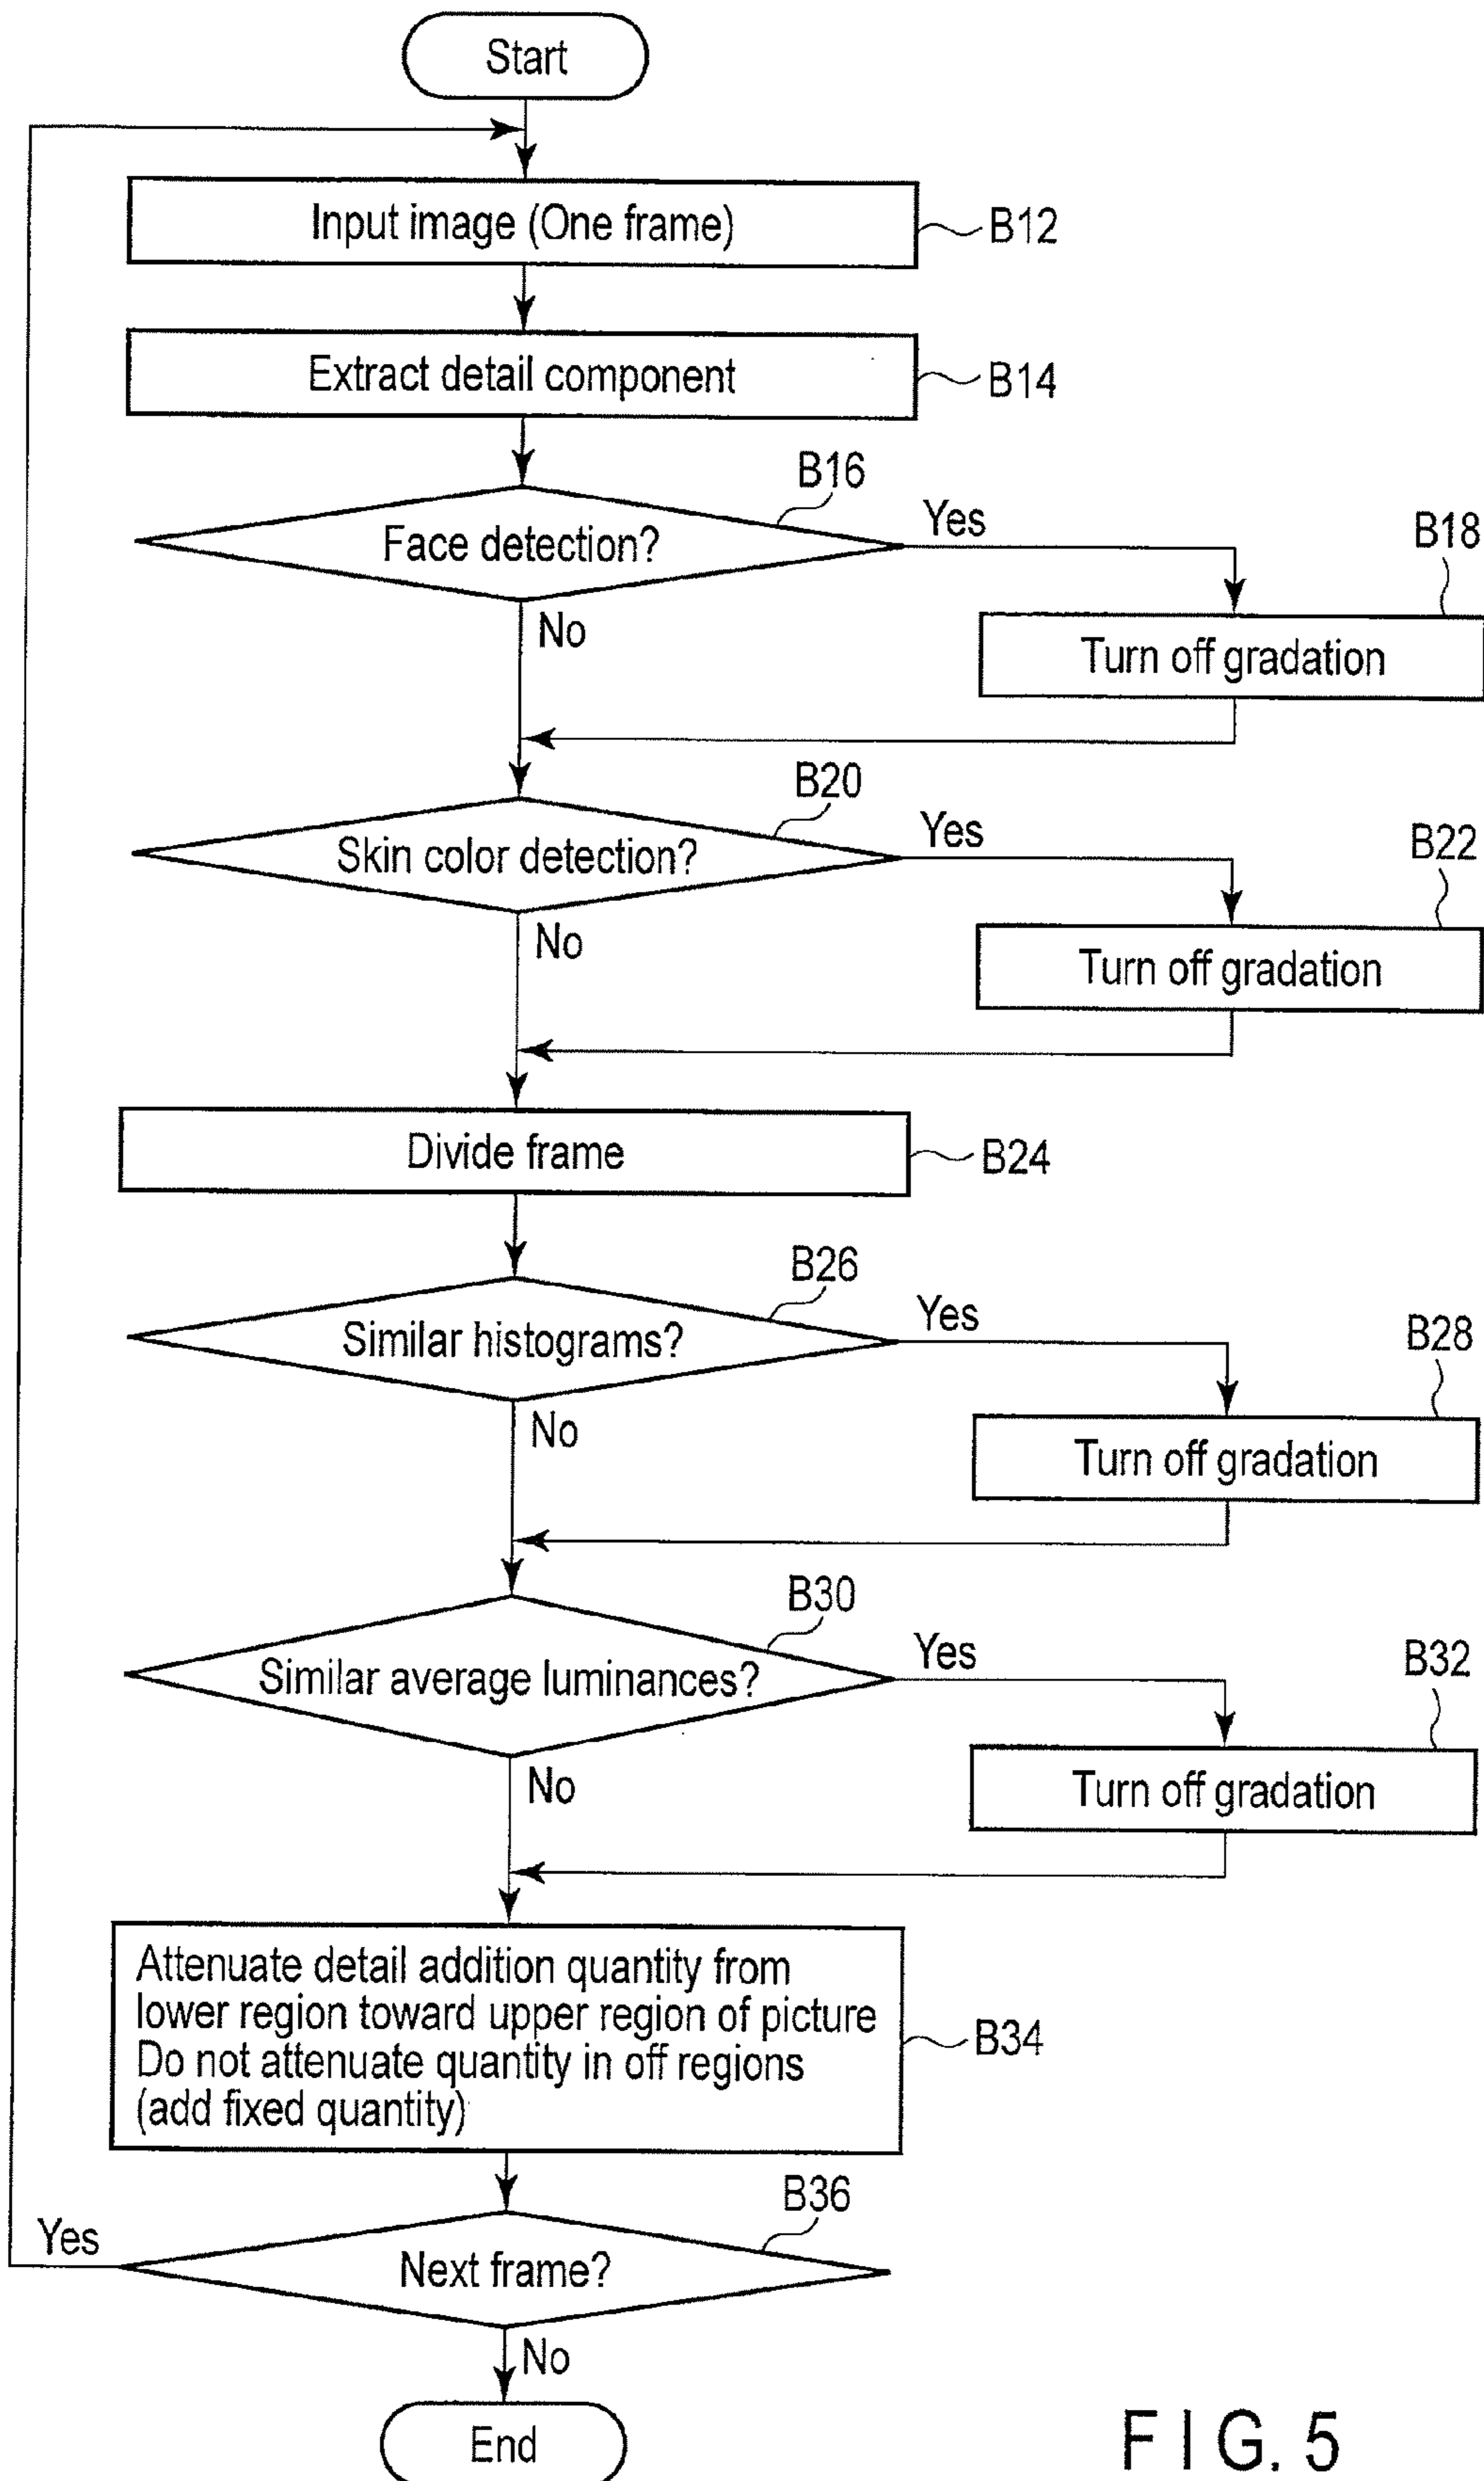 Start
Input image (One frame)
B12
Extract detail component
B14
B16
Face detection?
Yes
B18
No
Turn off gradation
B20
Skin color detection?
Yes
B22
No
Turn off gradation
Divide frame
B24
B26
Similar histograms?
Yes
B28
No
Turn off gradation
B30
Similar average luminances?
Yes
B32
No
Turn off gradation
Attenuate detail addition quantity from
lower region toward upper region of picture
Do not attenuate quantity in off regions
(add fixed quantity)
B34
B36
Yes
Next frame?
No
End
FIG. 5